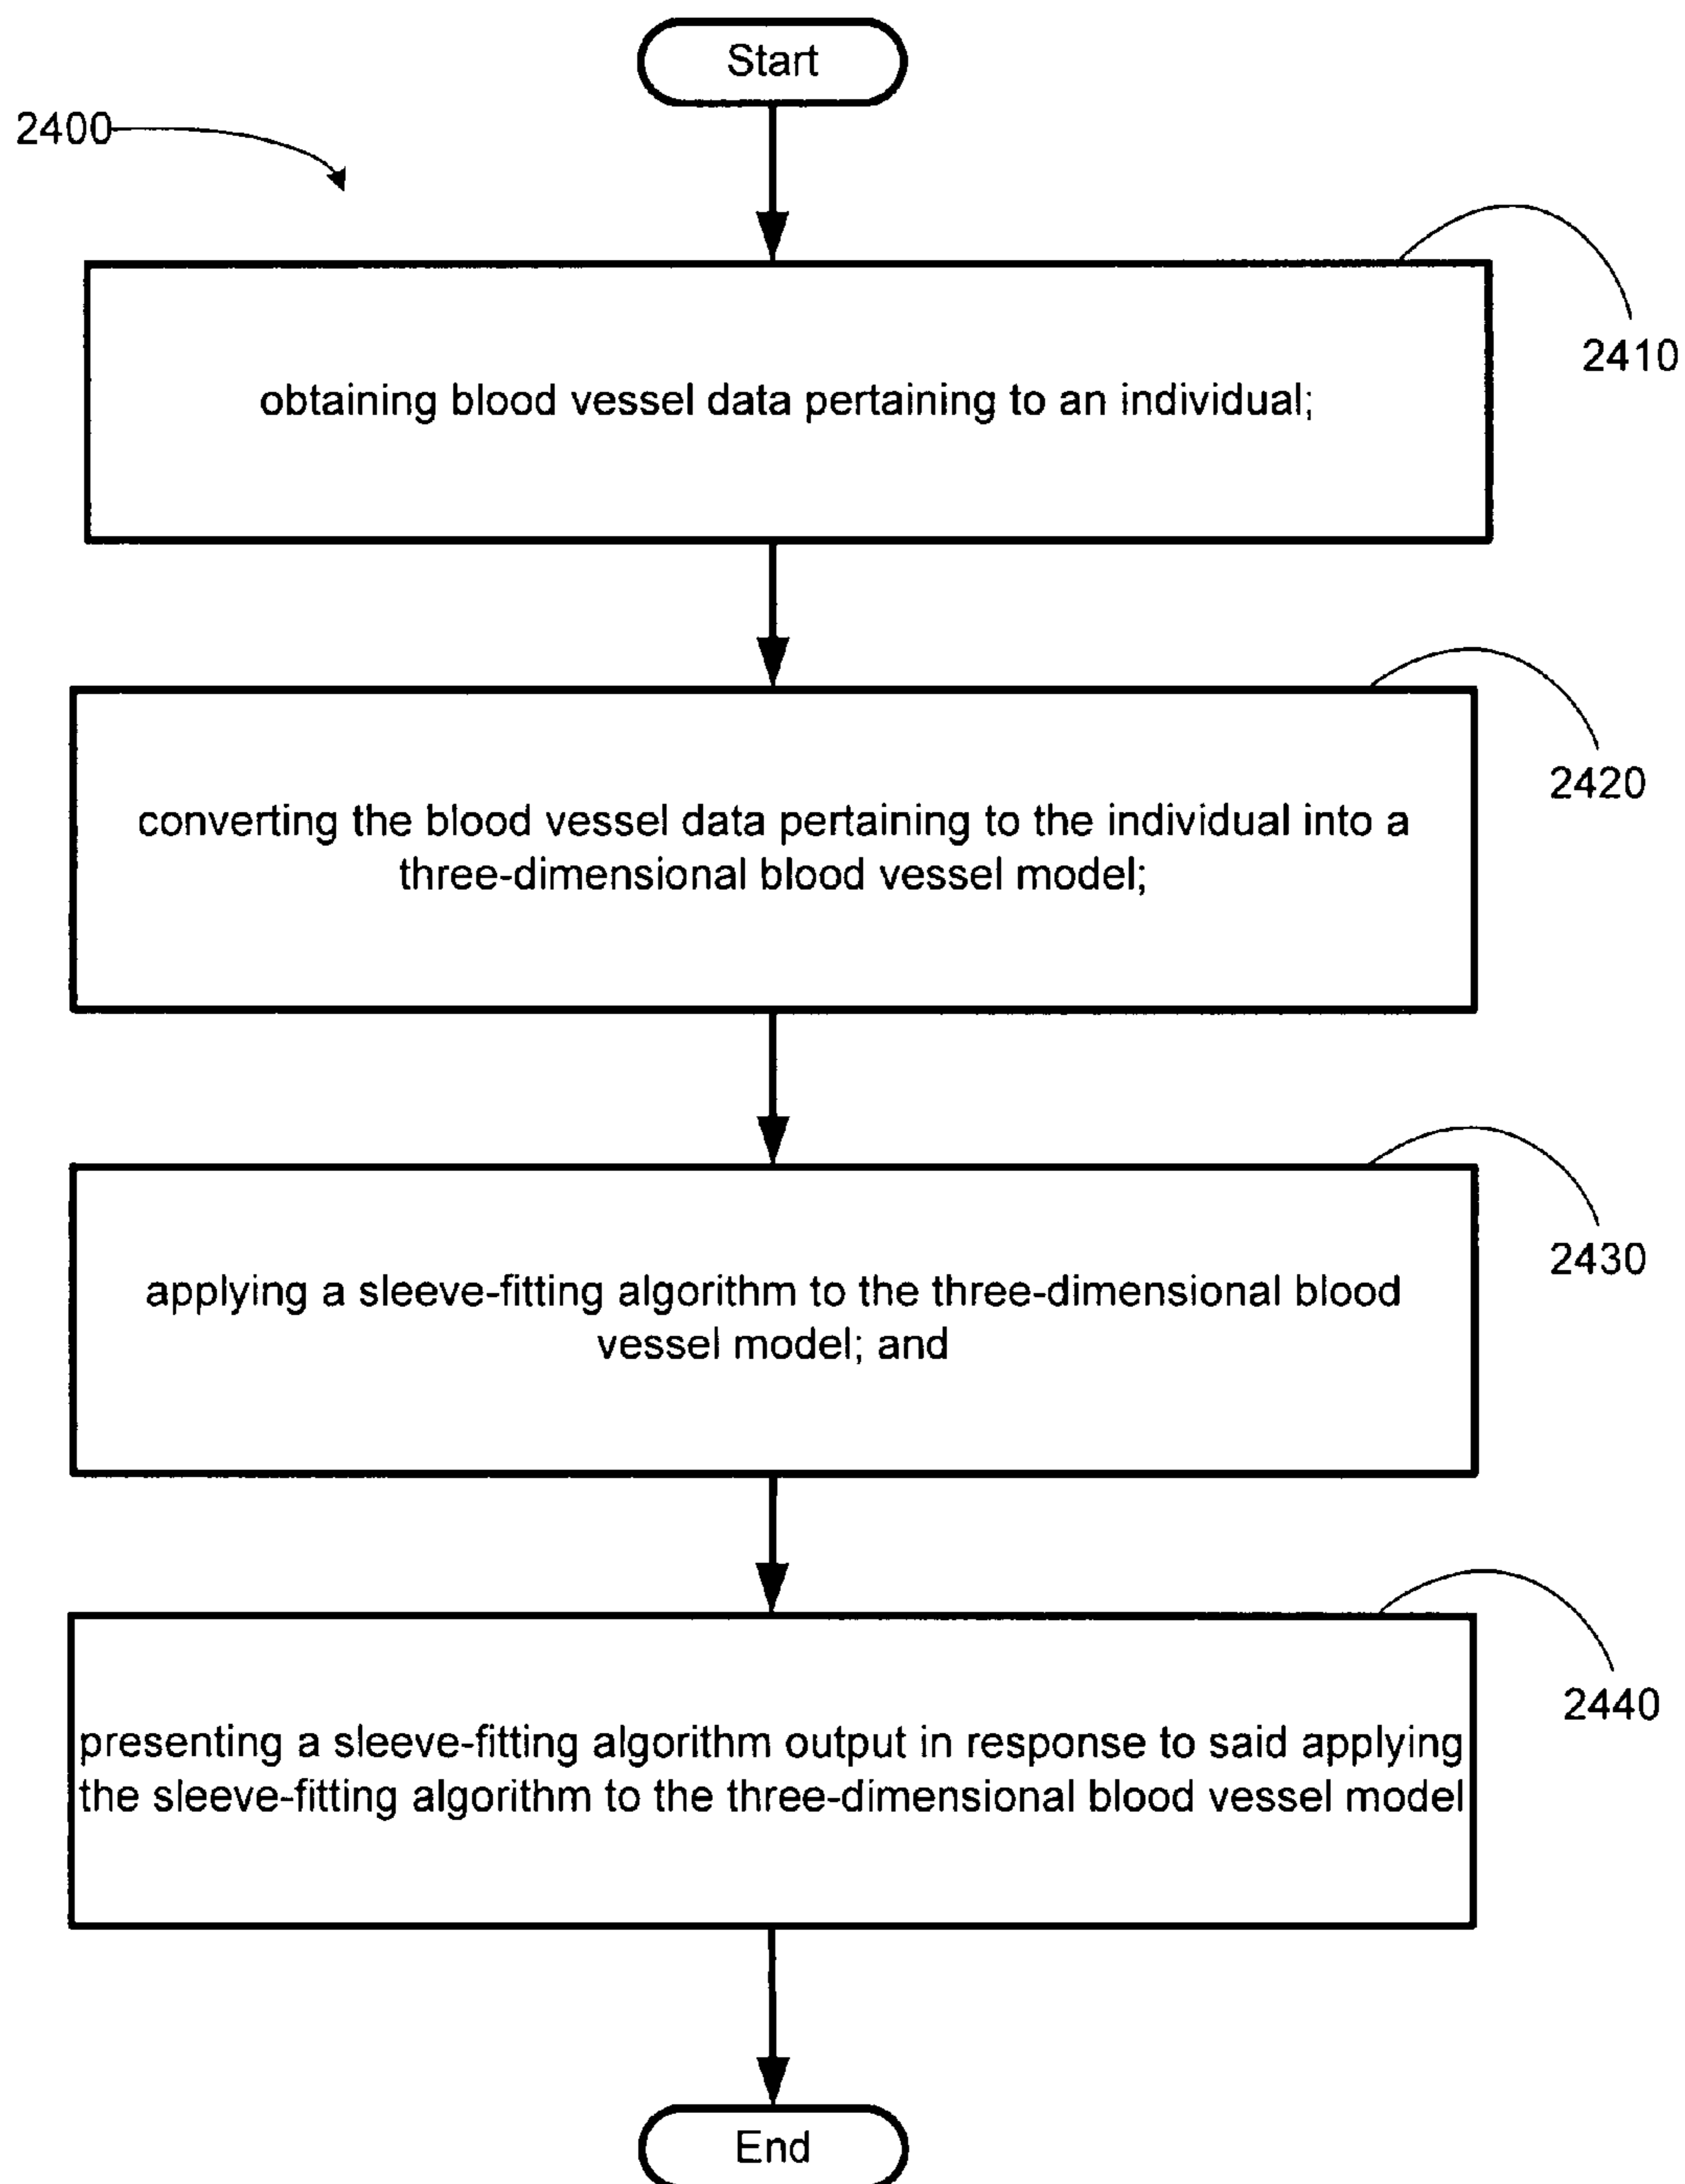 Start
2400
2410
obtaining blood vessel data pertaining to an individual;
2420
converting the blood vessel data pertaining to the individual into a
three-dimensional blood vessel model;
2430
applying a sleeve-fitting algorithm to the three-dimensional blood
vessel model; and
2440
presenting a sleeve-fitting algorithm output in response to said applying
the sleeve-fitting algorithm to the three-dimensional blood vessel model
End